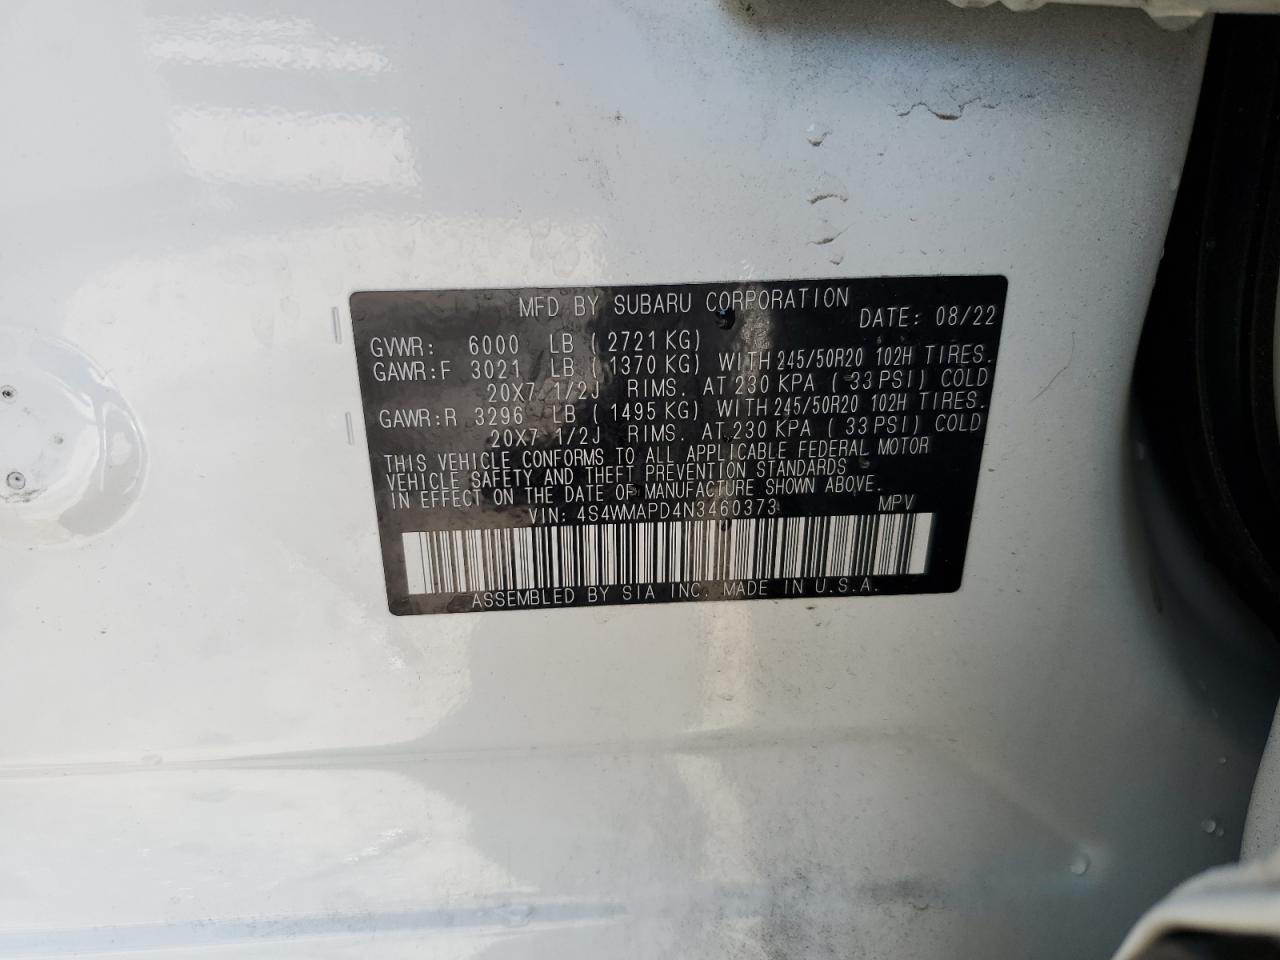 MFD BY SUBARU CORPORATION
DATE: 08/22
GVWR: 6000 LB (2721 KG)
GAWR:F 3021 LB (1370 KG) WITH 245/50R20 102H TIRES.
20X7 1/2J RIMS. AT 230 KPA (33 PSI) COLD
GAWR:R 3296 LB (1495 KG) WITH 245/50R20 102H TIRES.
20X7 1/2J RIMS. AT 230 KPA (33 PSI) COLD
THIS VEHICLE CONFORMS TO ALL APPLICABLE FEDERAL MOTOR
VEHICLE SAFETY AND THEFT PREVENTION STANDARDS
IN EFFECT ON THE DATE OF MANUFACTURE SHOWN ABOVE.
VIN: 4S4WMAPD4N3460373 MPV
ASSEMBLED BY SIA INC. MADE IN U.S.A.